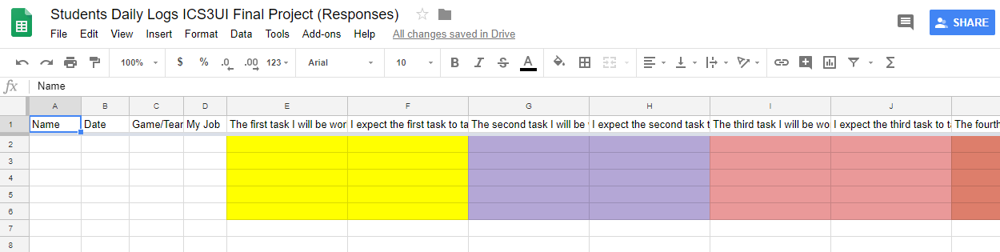 Students Daily Logs ICS3UI Final Project (Responses)
File Edit View Insert Format Data Tools Add-ons Help All changes saved in Drive
SHARE
100% $ % .0 .00 123 Arial 10 B I S A Σ
fx Name
A B C D E F G H I J
1 Name Date Game/Tear My Job The first task I will be wor I expect the first task to ta The second task I will be I expect the second task t The third task I will be wo I expect the third task to ta The fourth
2
3
4
5
6
7
8